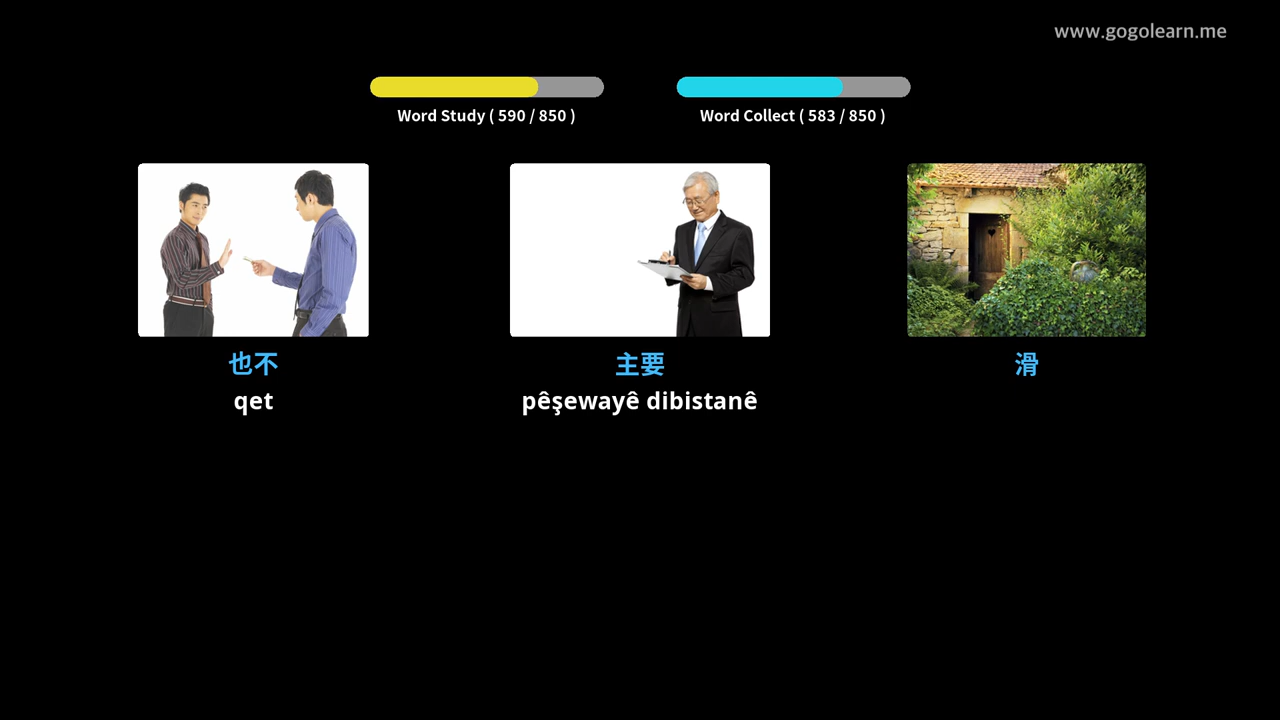 www.gogolearn.me
Word Study ( 590 / 850 )
Word Collect ( 583 / 850 )
也不
主要
滑
qet
pêşewayê dibistanê